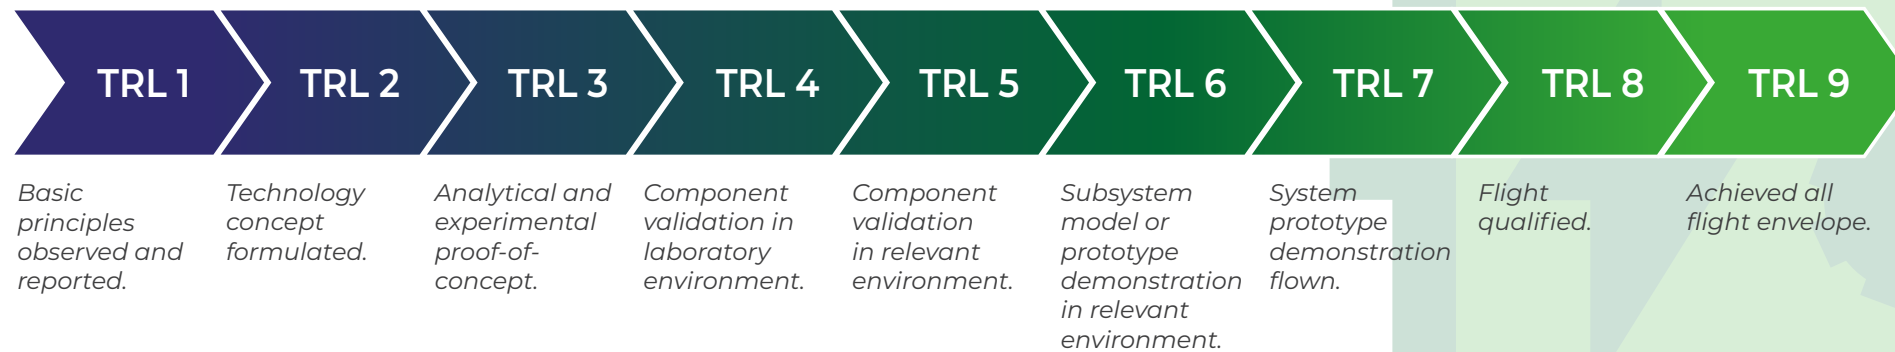 TRL 1
TRL 2
TRL 3
TRL 4
TRL 5
TRL 6
TRL 7
TRL 8
TRL 9
Basic
principles
observed and
reported.
Technology
concept
formulated.
Analytical and
experimental
proof-of-
concept.
Component
validation in
laboratory
environment.
Component
validation
in relevant
environment.
Subsystem
model or
prototype
demonstration
in relevant
environment.
System
prototype
demonstration
flown.
Flight
qualified.
Achieved all
flight envelope.